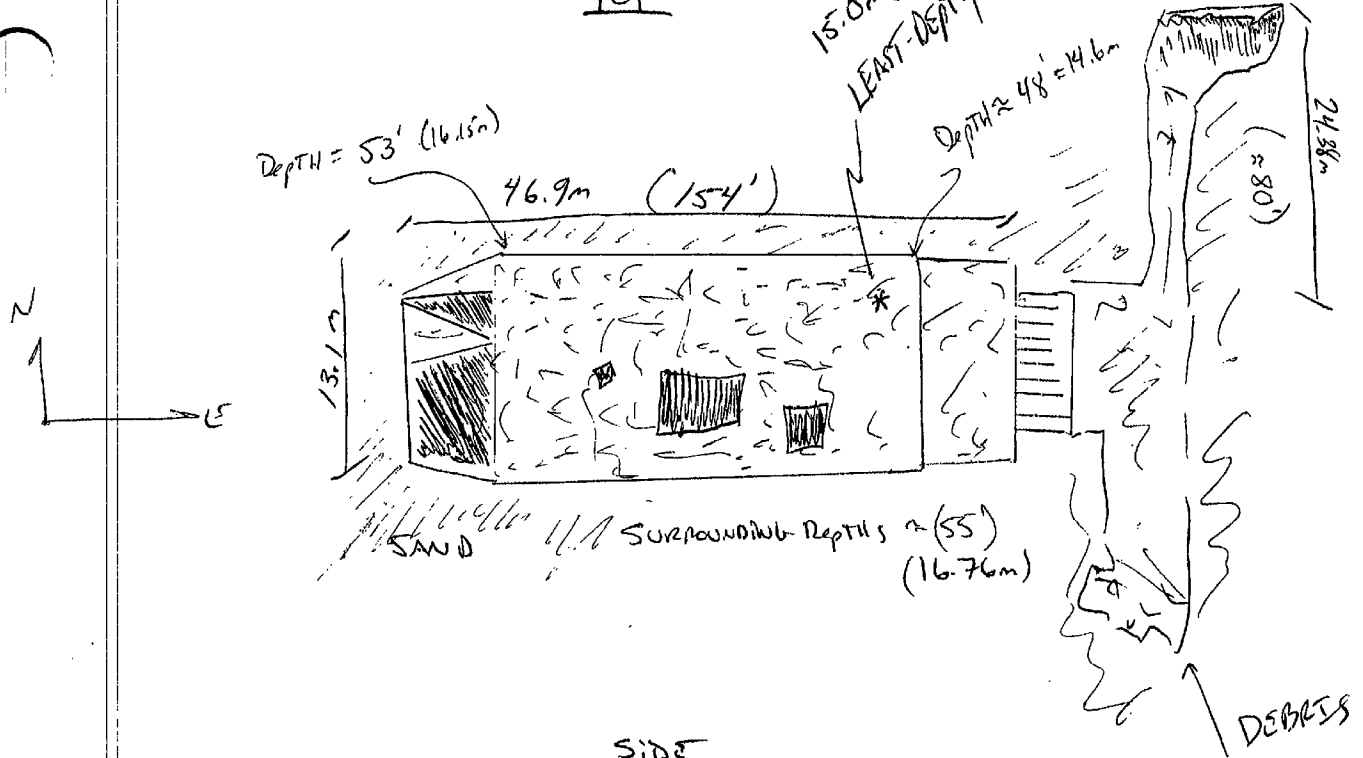 15.0m
LEAST-DEPTH
DEPTH ≈ 48' = 14.6m
DEPTH = 53' (16.15m)
46.9m (154')
24.38m
(≈ 80')
13.1m
N
E
*
SAND
SURROUNDING DEPTHS ≈ (55')
(16.76m)
DEBRIS
SIDE